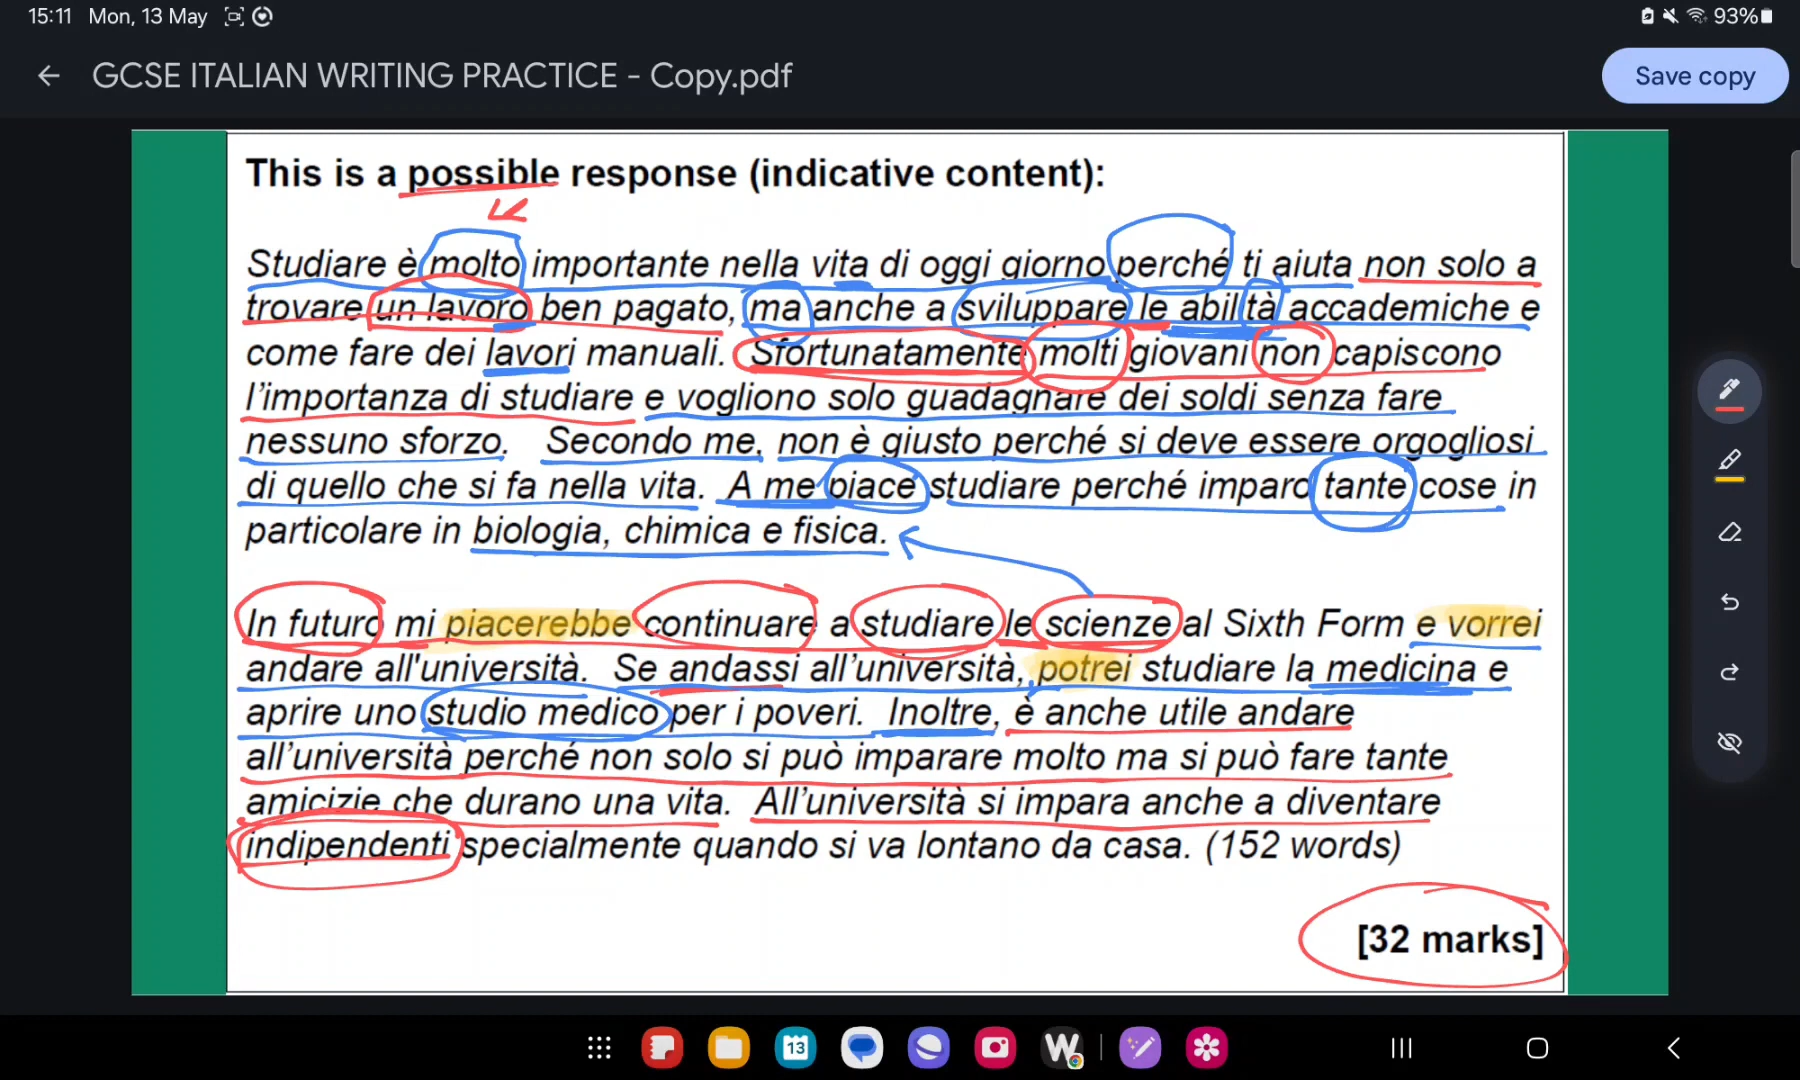 15:11 Mon, 13 May
93%
GCSE ITALIAN WRITING PRACTICE - Copy.pdf
Save copy
This is a possible response (indicative content):
Studiare è molto importante nella vita di oggi giorno perché ti aiuta non solo a
trovare un lavoro ben pagato, ma anche a sviluppare le abilità accademiche e
come fare dei lavori manuali. Sfortunatamente molti giovani non capiscono
l'importanza di studiare e vogliono solo guadagnare dei soldi senza fare
nessuno sforzo. Secondo me, non è giusto perché si deve essere orgogliosi
di quello che si fa nella vita. A me piace studiare perché imparo tante cose in
particolare in biologia, chimica e fisica.
In futuro mi piacerebbe continuare a studiare le scienze al Sixth Form e vorrei
andare all'università. Se andassi all'università, potrei studiare la medicina e
aprire uno studio medico per i poveri. Inoltre, è anche utile andare
all'università perché non solo si può imparare molto ma si può fare tante
amicizie che durano una vita. All'università si impara anche a diventare
indipendenti specialmente quando si va lontano da casa. (152 words)
[32 marks]
13
W